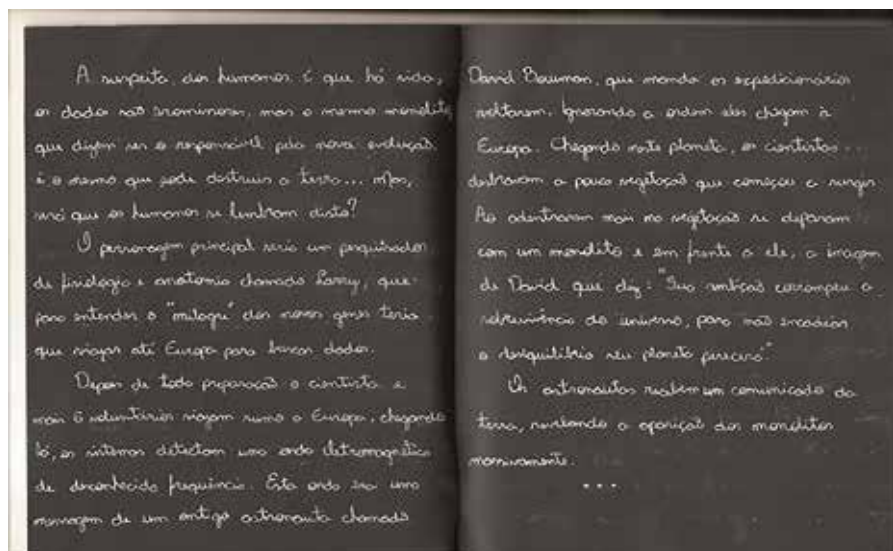 A suspeita dos humanos é que há vida,
os dados são promissores, mas o mesmo monolito
que dizem ser o responsável pela nova evolução
é o mesmo que pode destruir a terra... Mas,
será que os humanos se lembram disto?
O personagem principal seria um pesquisador
de fisiologia e anatomia chamado Larry, que
para entender o "milagre" dos novos genes teria
que viajar até Europa para buscar dados.
Depois de toda preparação o cientista e
mais 6 voluntários viajam rumo a Europa, chegando
lá, os sistemas detectam uma onda eletromagnética
de desconhecida frequência. Esta onda era uma
mensagem de um antigo astronauta chamado
David Bowman, que manda os expedicionários
voltarem. Ignorando a ordem eles chegam à
Europa. Chegando neste planeta, os cientistas
desbravam a pouca vegetação que começou a surgir.
Ao adentrarem mais na vegetação se deparam
com um monolito e em frente a ele, a imagem
de David que diz: "Sua ambição corrompeu a
sobrevivência do universo, para não encadear
o desequilíbrio seu planeta perecerá."
Os astronautas recebem um comunicado da
terra, revelando a aparição dos monolitos
massivamente.
...